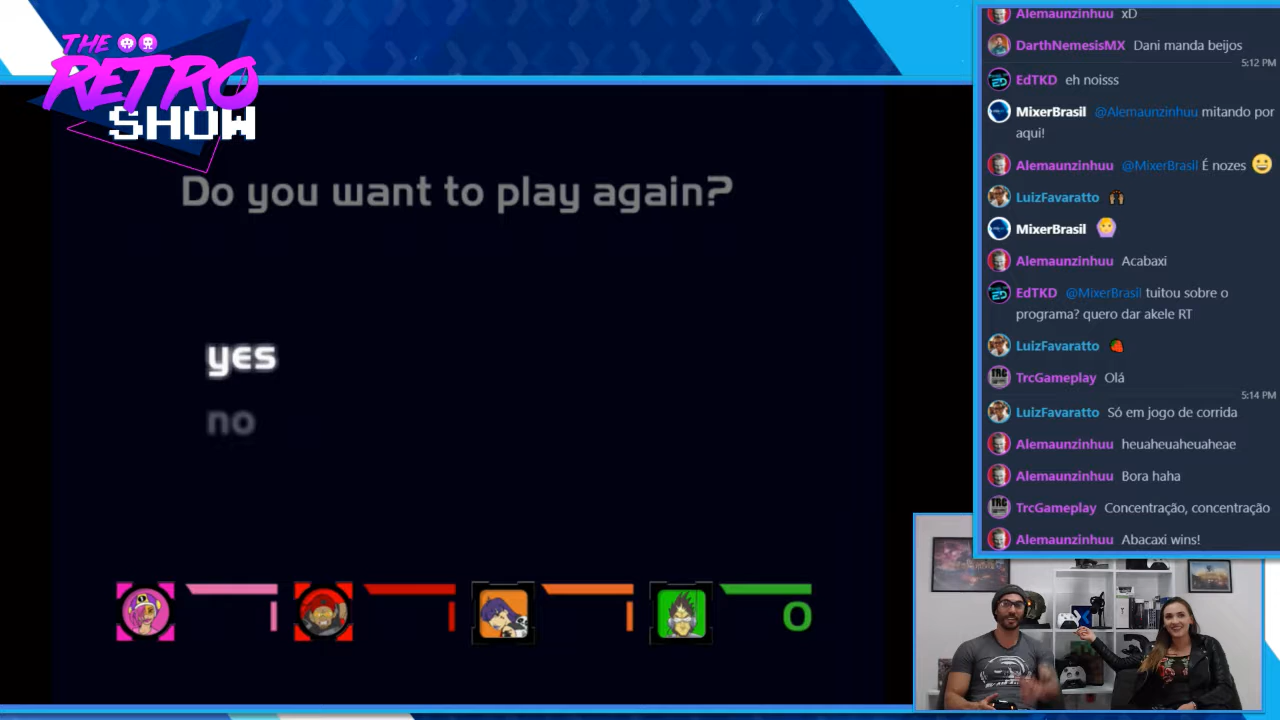 THE
RETRO
SHOW
Do you want to play again?
yes
no
1
1
1
0
Alemaunzinhuu xD
DarthNemesisMX Dani manda beijos
5:12 PM
EdTKD eh noisss
MixerBrasil @Alemaunzinhuu mitando por
aqui!
Alemaunzinhuu @MixerBrasil É nozes 😀
LuizFavaratto 🙌🏾
MixerBrasil 🙆
Alemaunzinhuu Acabaxi
EdTKD @MixerBrasil tuitou sobre o
programa? quero dar akele RT
LuizFavaratto 🍓
TrcGameplay Olá
5:14 PM
LuizFavaratto Só em jogo de corrida
Alemaunzinhuu heuaheuaheuaheae
Alemaunzinhuu Bora haha
TrcGameplay Concentração, concentração
Alemaunzinhuu Abacaxi wins!